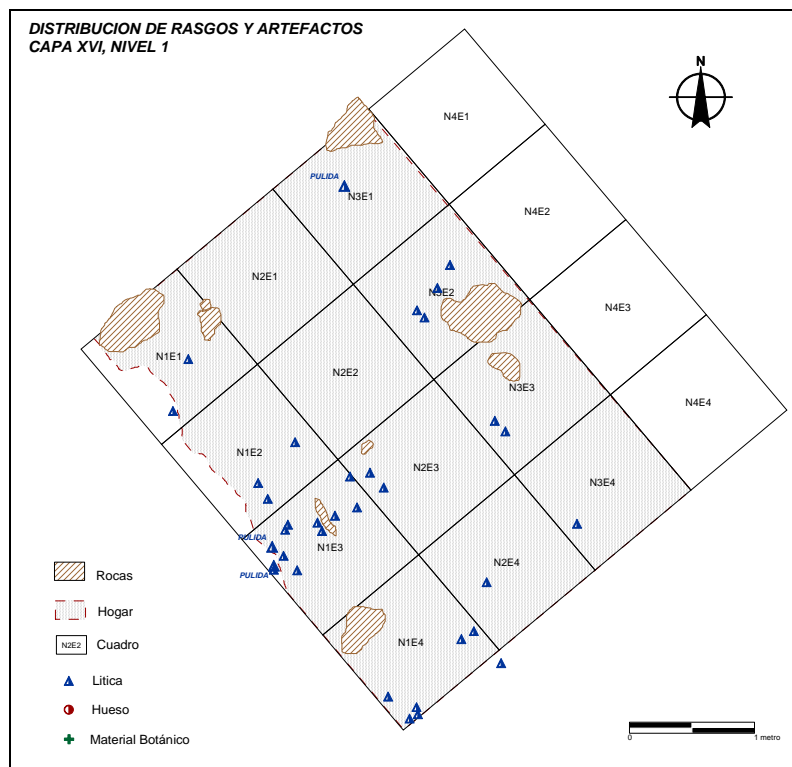 DISTRIBUCION DE RASGOS Y ARTEFACTOS
CAPA XVI, NIVEL 1
N
N4E1
PULIDA
N3E1
N4E2
N2E1
N3E2
N4E3
N1E1
N2E2
N3E3
N4E4
N1E2
N2E3
N3E4
PULIDA
N1E3
N2E4
PULIDA
N1E4
Rocas
Hogar
N2E2 Cuadro
Litica
Hueso
Material Botánico
0 1 metro